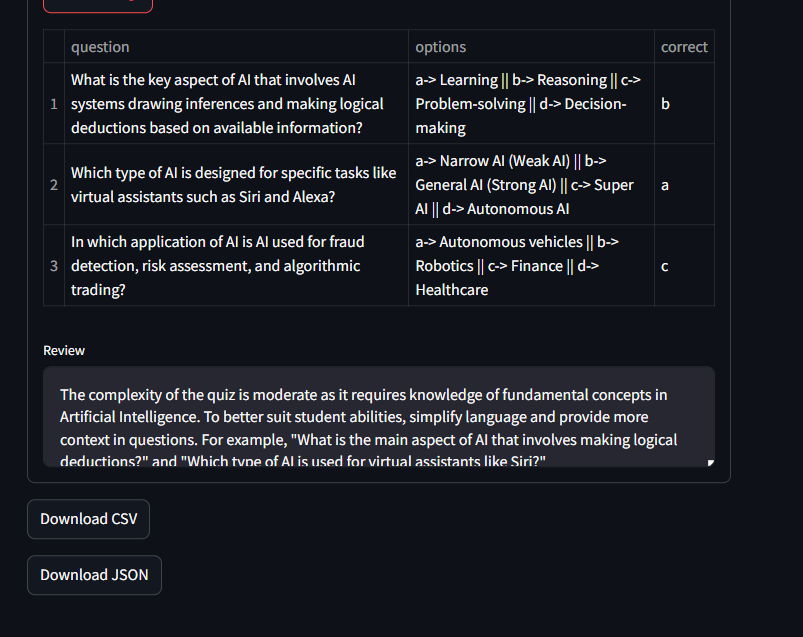 question options correct
1 What is the key aspect of AI that involves AI systems drawing inferences and making logical deductions based on available information? a-> Learning || b-> Reasoning || c-> Problem-solving || d-> Decision-making b
2 Which type of AI is designed for specific tasks like virtual assistants such as Siri and Alexa? a-> Narrow AI (Weak AI) || b-> General AI (Strong AI) || c-> Super AI || d-> Autonomous AI a
3 In which application of AI is AI used for fraud detection, risk assessment, and algorithmic trading? a-> Autonomous vehicles || b-> Robotics || c-> Finance || d-> Healthcare c
Review
The complexity of the quiz is moderate as it requires knowledge of fundamental concepts in
Artificial Intelligence. To better suit student abilities, simplify language and provide more
context in questions. For example, "What is the main aspect of AI that involves making logical
deductions?" and "Which type of AI is used for virtual assistants like Siri?"
Download CSV
Download JSON